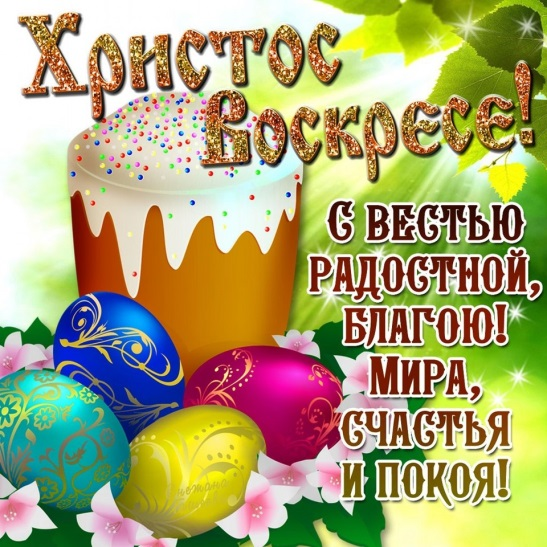 Христос
Воскресе!
С вестью
радостной,
благою!
Мира,
счастья
и покоя!